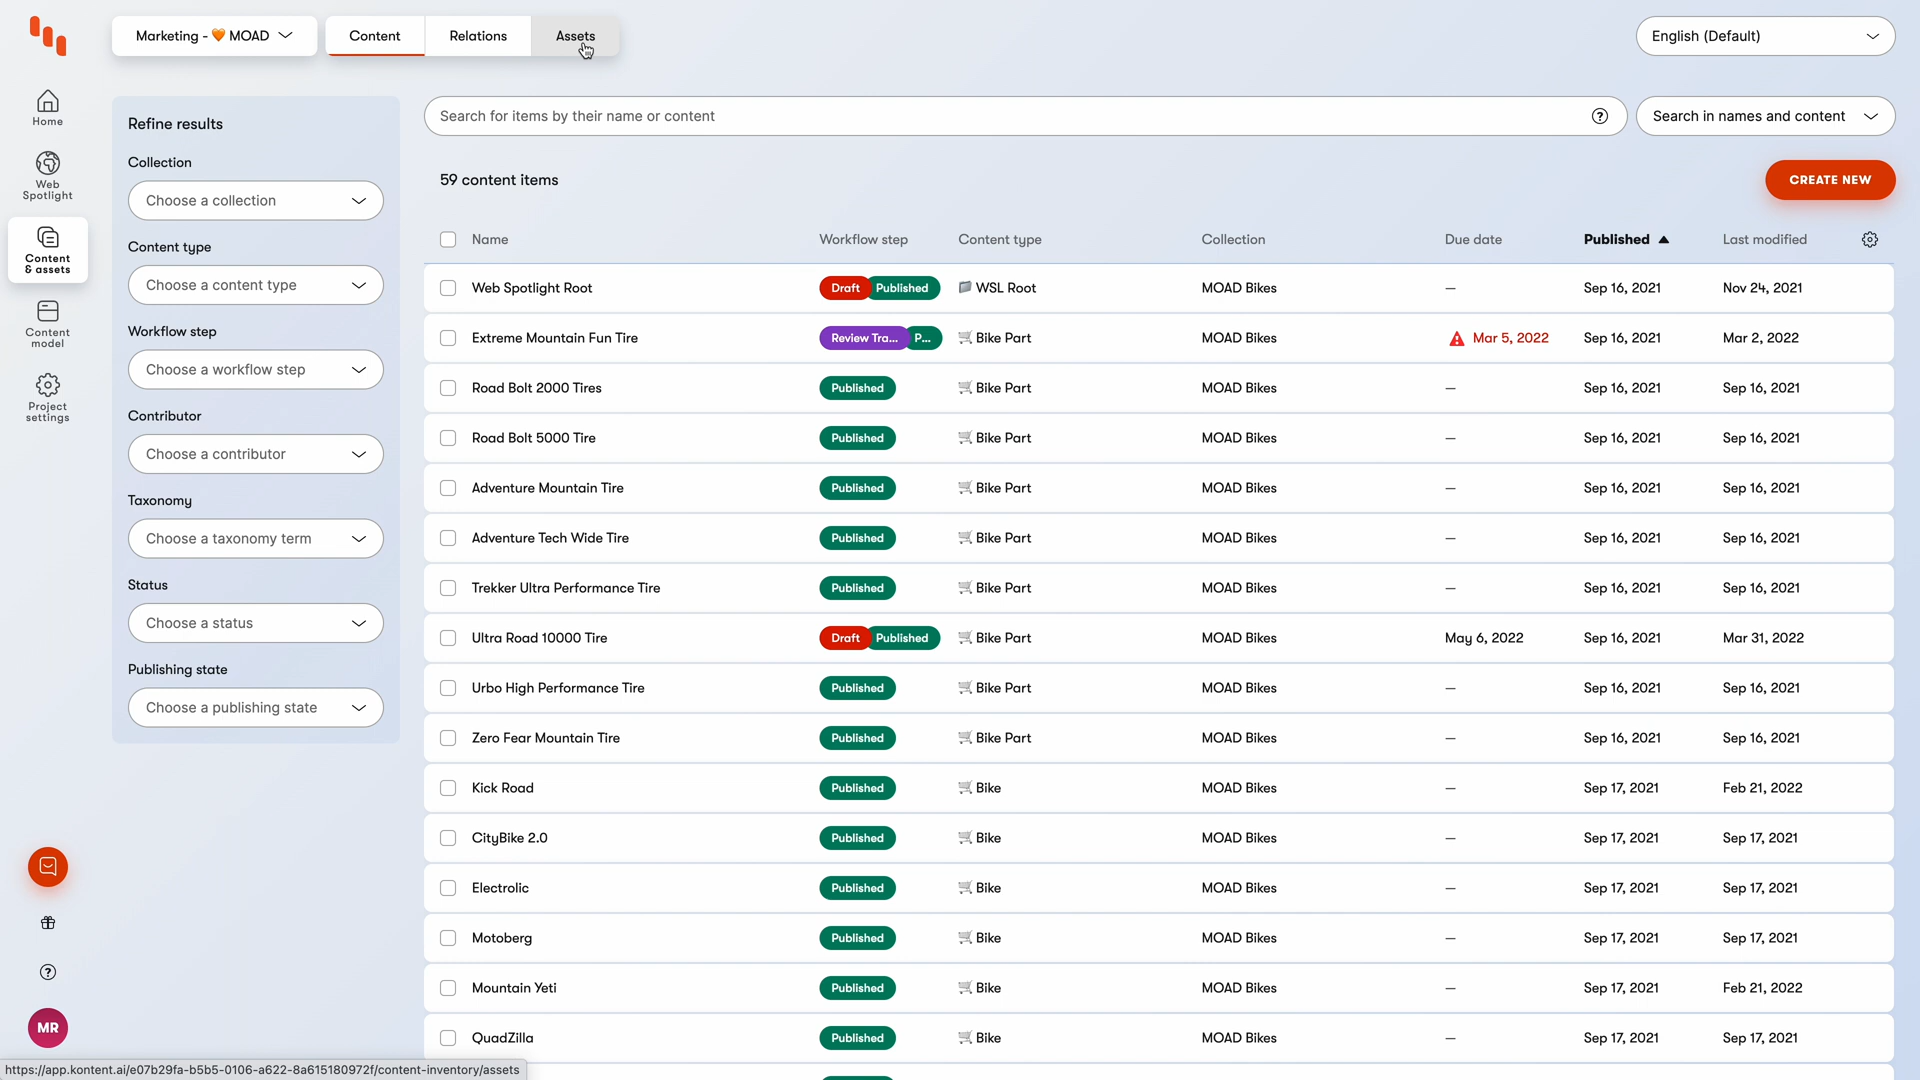 Marketing - 🧡 MOAD
Content
Relations
Assets
English (Default)
Home
Web
Spotlight
Content
& assets
Content
model
Project
settings
Refine results
Collection
Choose a collection
Content type
Choose a content type
Workflow step
Choose a workflow step
Contributor
Choose a contributor
Taxonomy
Choose a taxonomy term
Status
Choose a status
Publishing state
Choose a publishing state
Search for items by their name or content
Search in names and content
59 content items
CREATE NEW
Name Workflow step Content type Collection Due date Published Last modified
Web Spotlight Root Draft Published WSL Root MOAD Bikes – Sep 16, 2021 Nov 24, 2021
Extreme Mountain Fun Tire Review Tra... P... Bike Part MOAD Bikes Mar 5, 2022 Sep 16, 2021 Mar 2, 2022
Road Bolt 2000 Tires Published Bike Part MOAD Bikes – Sep 16, 2021 Sep 16, 2021
Road Bolt 5000 Tire Published Bike Part MOAD Bikes – Sep 16, 2021 Sep 16, 2021
Adventure Mountain Tire Published Bike Part MOAD Bikes – Sep 16, 2021 Sep 16, 2021
Adventure Tech Wide Tire Published Bike Part MOAD Bikes – Sep 16, 2021 Sep 16, 2021
Trekker Ultra Performance Tire Published Bike Part MOAD Bikes – Sep 16, 2021 Sep 16, 2021
Ultra Road 10000 Tire Draft Published Bike Part MOAD Bikes May 6, 2022 Sep 16, 2021 Mar 31, 2022
Urbo High Performance Tire Published Bike Part MOAD Bikes – Sep 16, 2021 Sep 16, 2021
Zero Fear Mountain Tire Published Bike Part MOAD Bikes – Sep 16, 2021 Sep 16, 2021
Kick Road Published Bike MOAD Bikes – Sep 17, 2021 Feb 21, 2022
CityBike 2.0 Published Bike MOAD Bikes – Sep 17, 2021 Sep 17, 2021
Electrolic Published Bike MOAD Bikes – Sep 17, 2021 Sep 17, 2021
Motoberg Published Bike MOAD Bikes – Sep 17, 2021 Sep 17, 2021
Mountain Yeti Published Bike MOAD Bikes – Sep 17, 2021 Feb 21, 2022
QuadZilla Published Bike MOAD Bikes – Sep 17, 2021 Sep 17, 2021
MR
https://app.kontent.ai/e07b29fa-b5b5-0106-a622-8a615180972f/content-inventory/assets